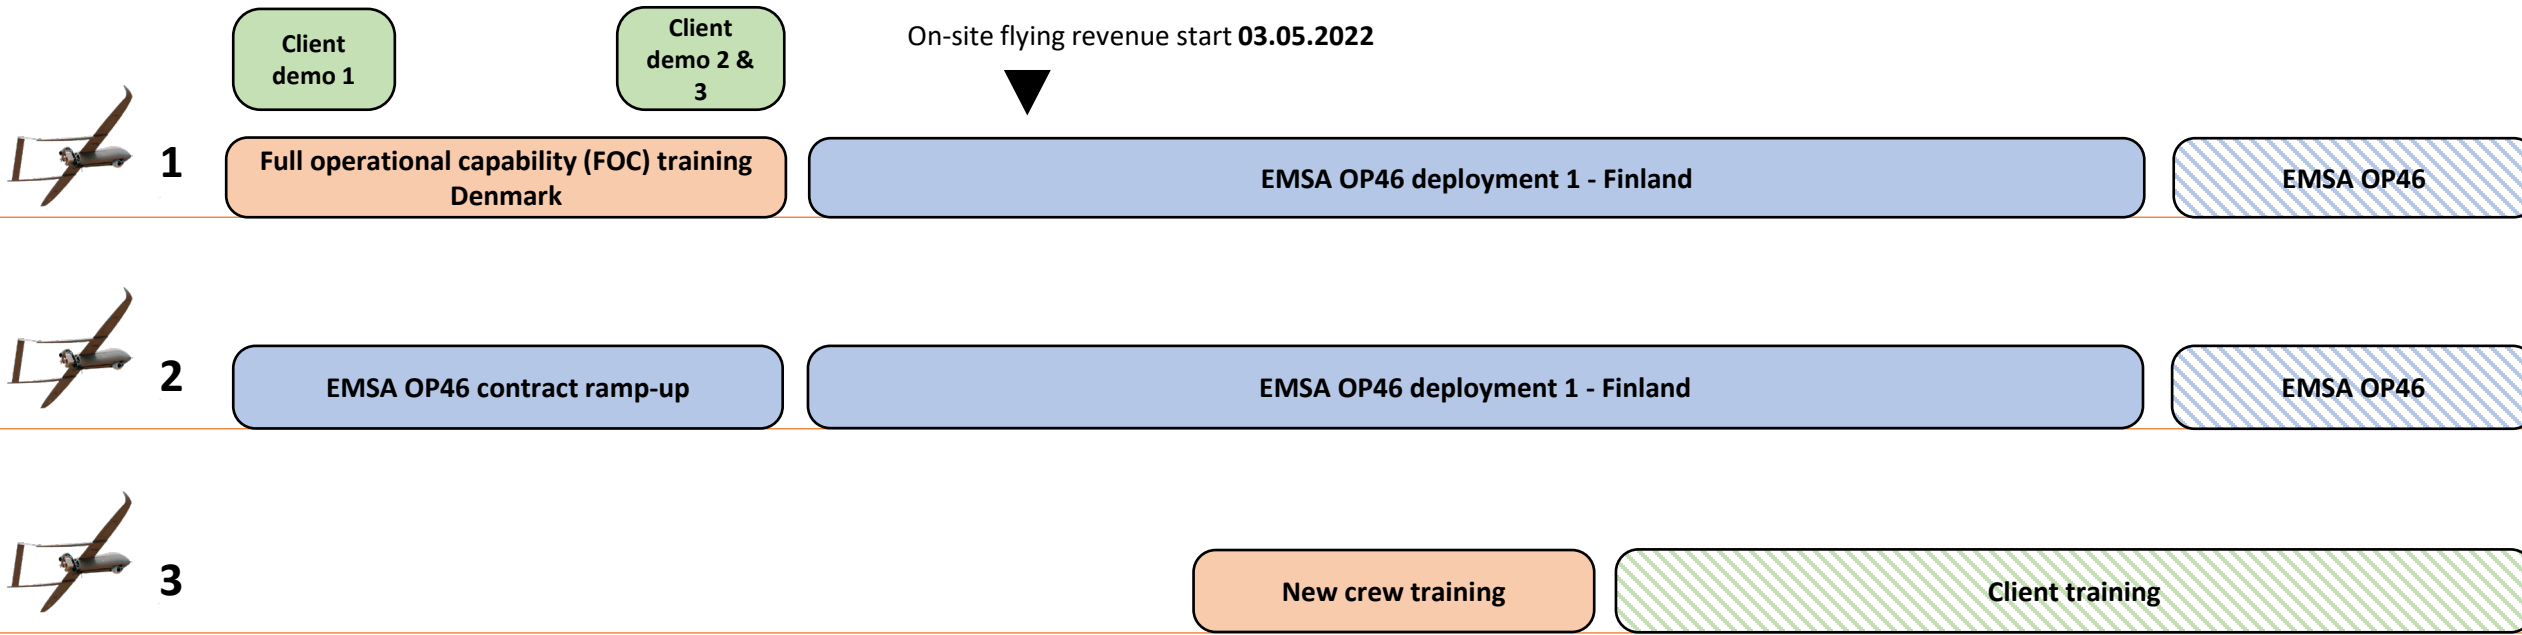 Client
demo 1
Client
demo 2 &
3
On-site flying revenue start 03.05.2022
1
Full operational capability (FOC) training
Denmark
EMSA OP46 deployment 1 - Finland
EMSA OP46
2
EMSA OP46 contract ramp-up
EMSA OP46 deployment 1 - Finland
EMSA OP46
3
New crew training
Client training